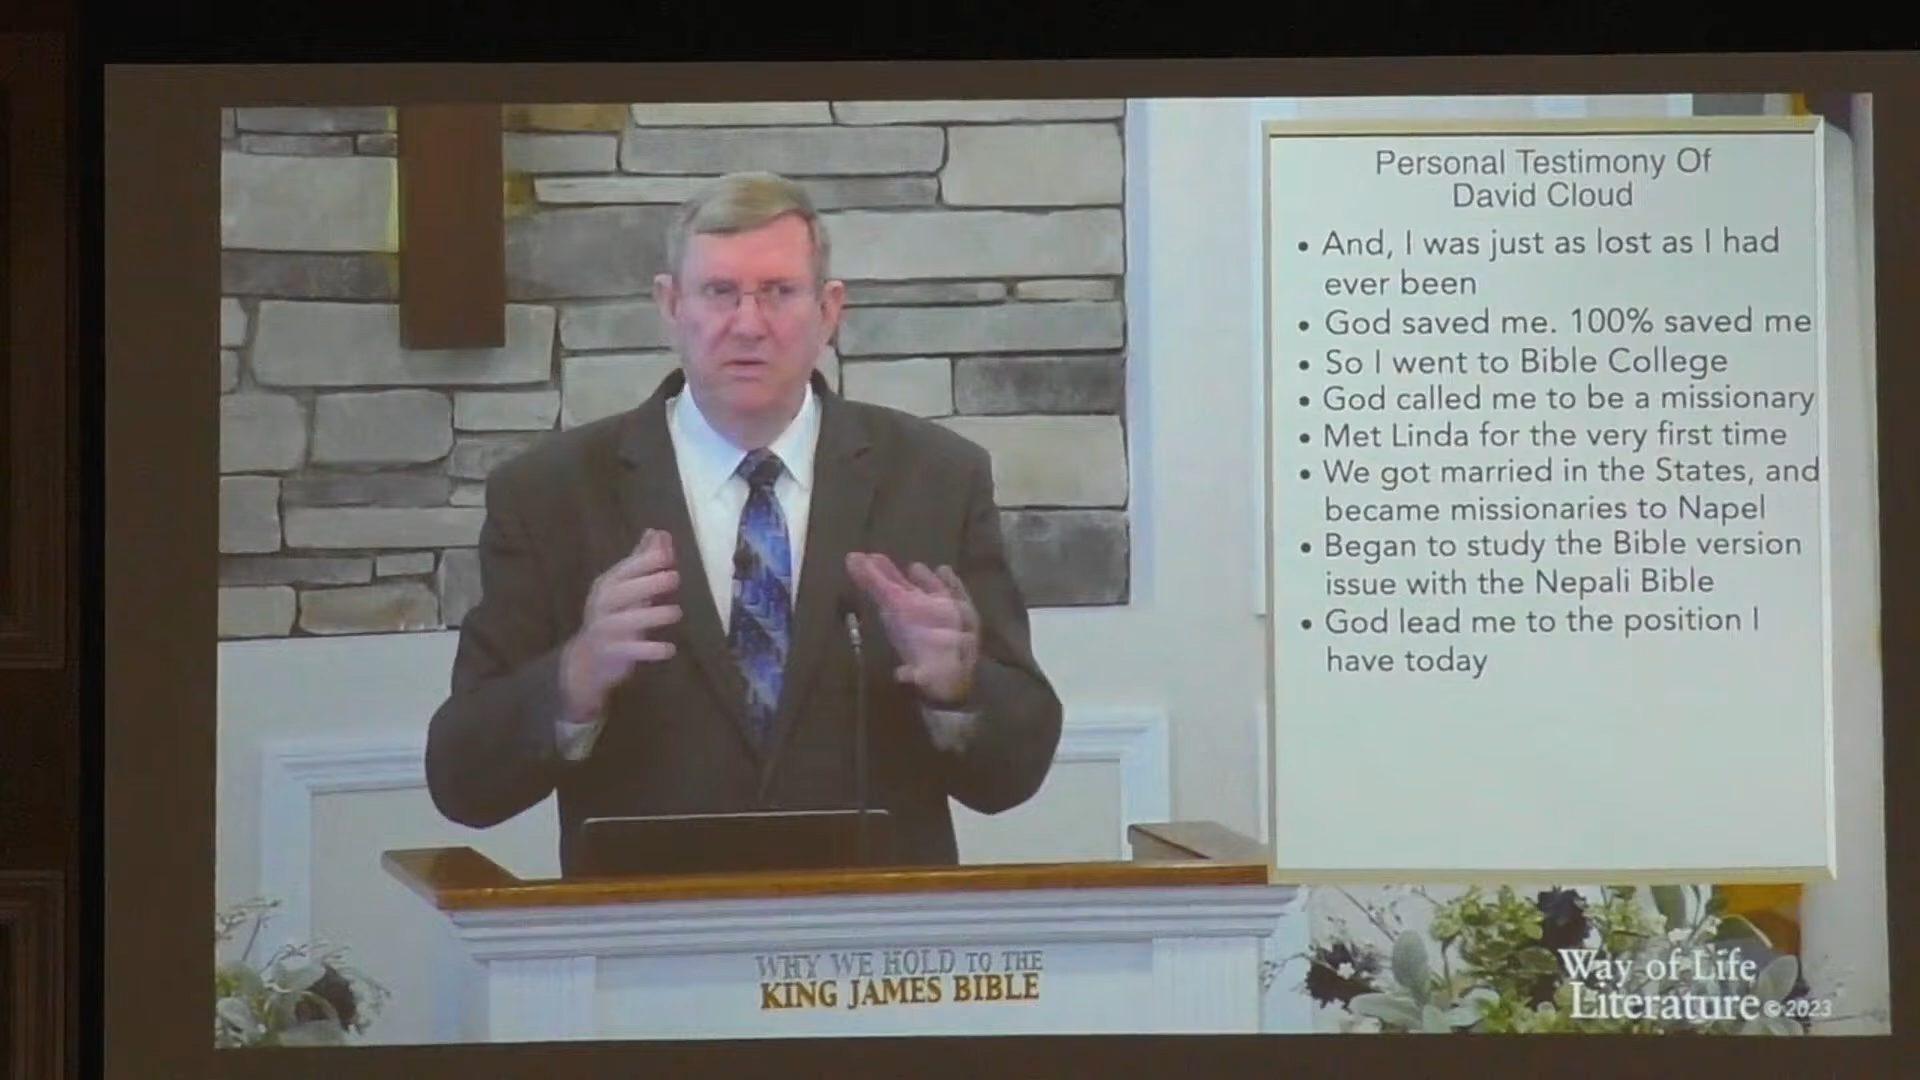 Personal Testimony Of
David Cloud
• And, I was just as lost as I had
ever been
• God saved me. 100% saved me
• So I went to Bible College
• God called me to be a missionary
• Met Linda for the very first time
• We got married in the States, and
became missionaries to Napel
• Began to study the Bible version
issue with the Nepali Bible
• God lead me to the position I
have today
WHY WE HOLD TO THE
KING JAMES BIBLE
Way of Life
Literature © 2023